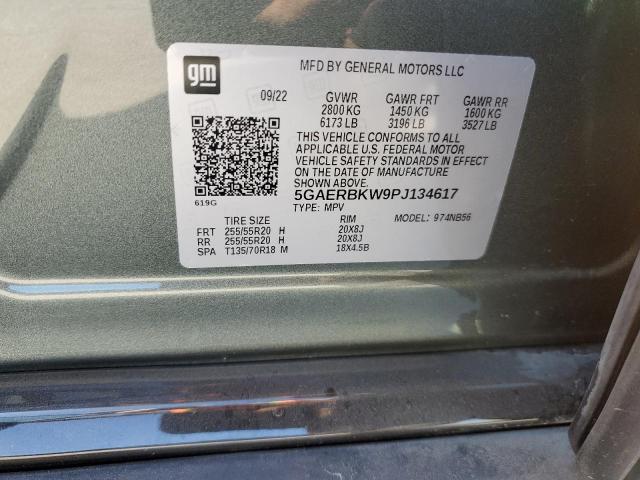 gm
MFD BY GENERAL MOTORS LLC
09/22 GVWR GAWR FRT GAWR RR
2800 KG 1450 KG 1600 KG
6173 LB 3196 LB 3527 LB
THIS VEHICLE CONFORMS TO ALL
APPLICABLE U.S. FEDERAL MOTOR
VEHICLE SAFETY STANDARDS IN EFFECT
ON THE DATE OF MANUFACTURE
SHOWN ABOVE.
5GAERBKW9PJ134617
619G
TYPE: MPV MODEL: 974NB56
TIRE SIZE RIM
FRT 255/55R20 H 20X8J
RR 255/55R20 H 20X8J
SPA T135/70R18 M 18X4.5B